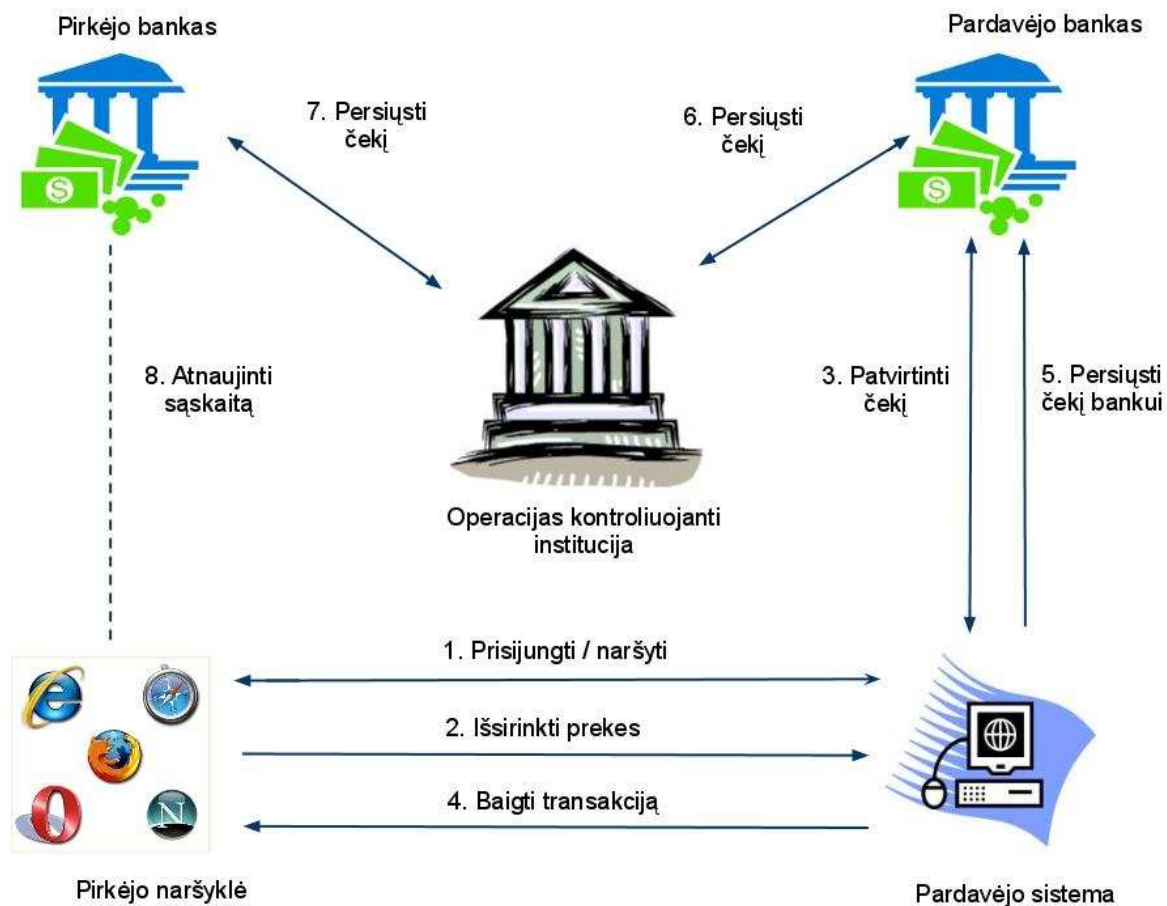 Pirkėjo bankas
Pardavėjo bankas
7. Persiųsti
čekį
6. Persiųsti
čekį
$
$
8. Atnaujinti
sąskaitą
3. Patvirtinti
čekį
5. Persiųsti
čekį bankui
Operacijas kontroliuojanti
institucija
1. Prisijungti / naršyti
2. Išsirinkti prekes
4. Baigti transakciją
N
Pirkėjo naršyklė
Pardavėjo sistema